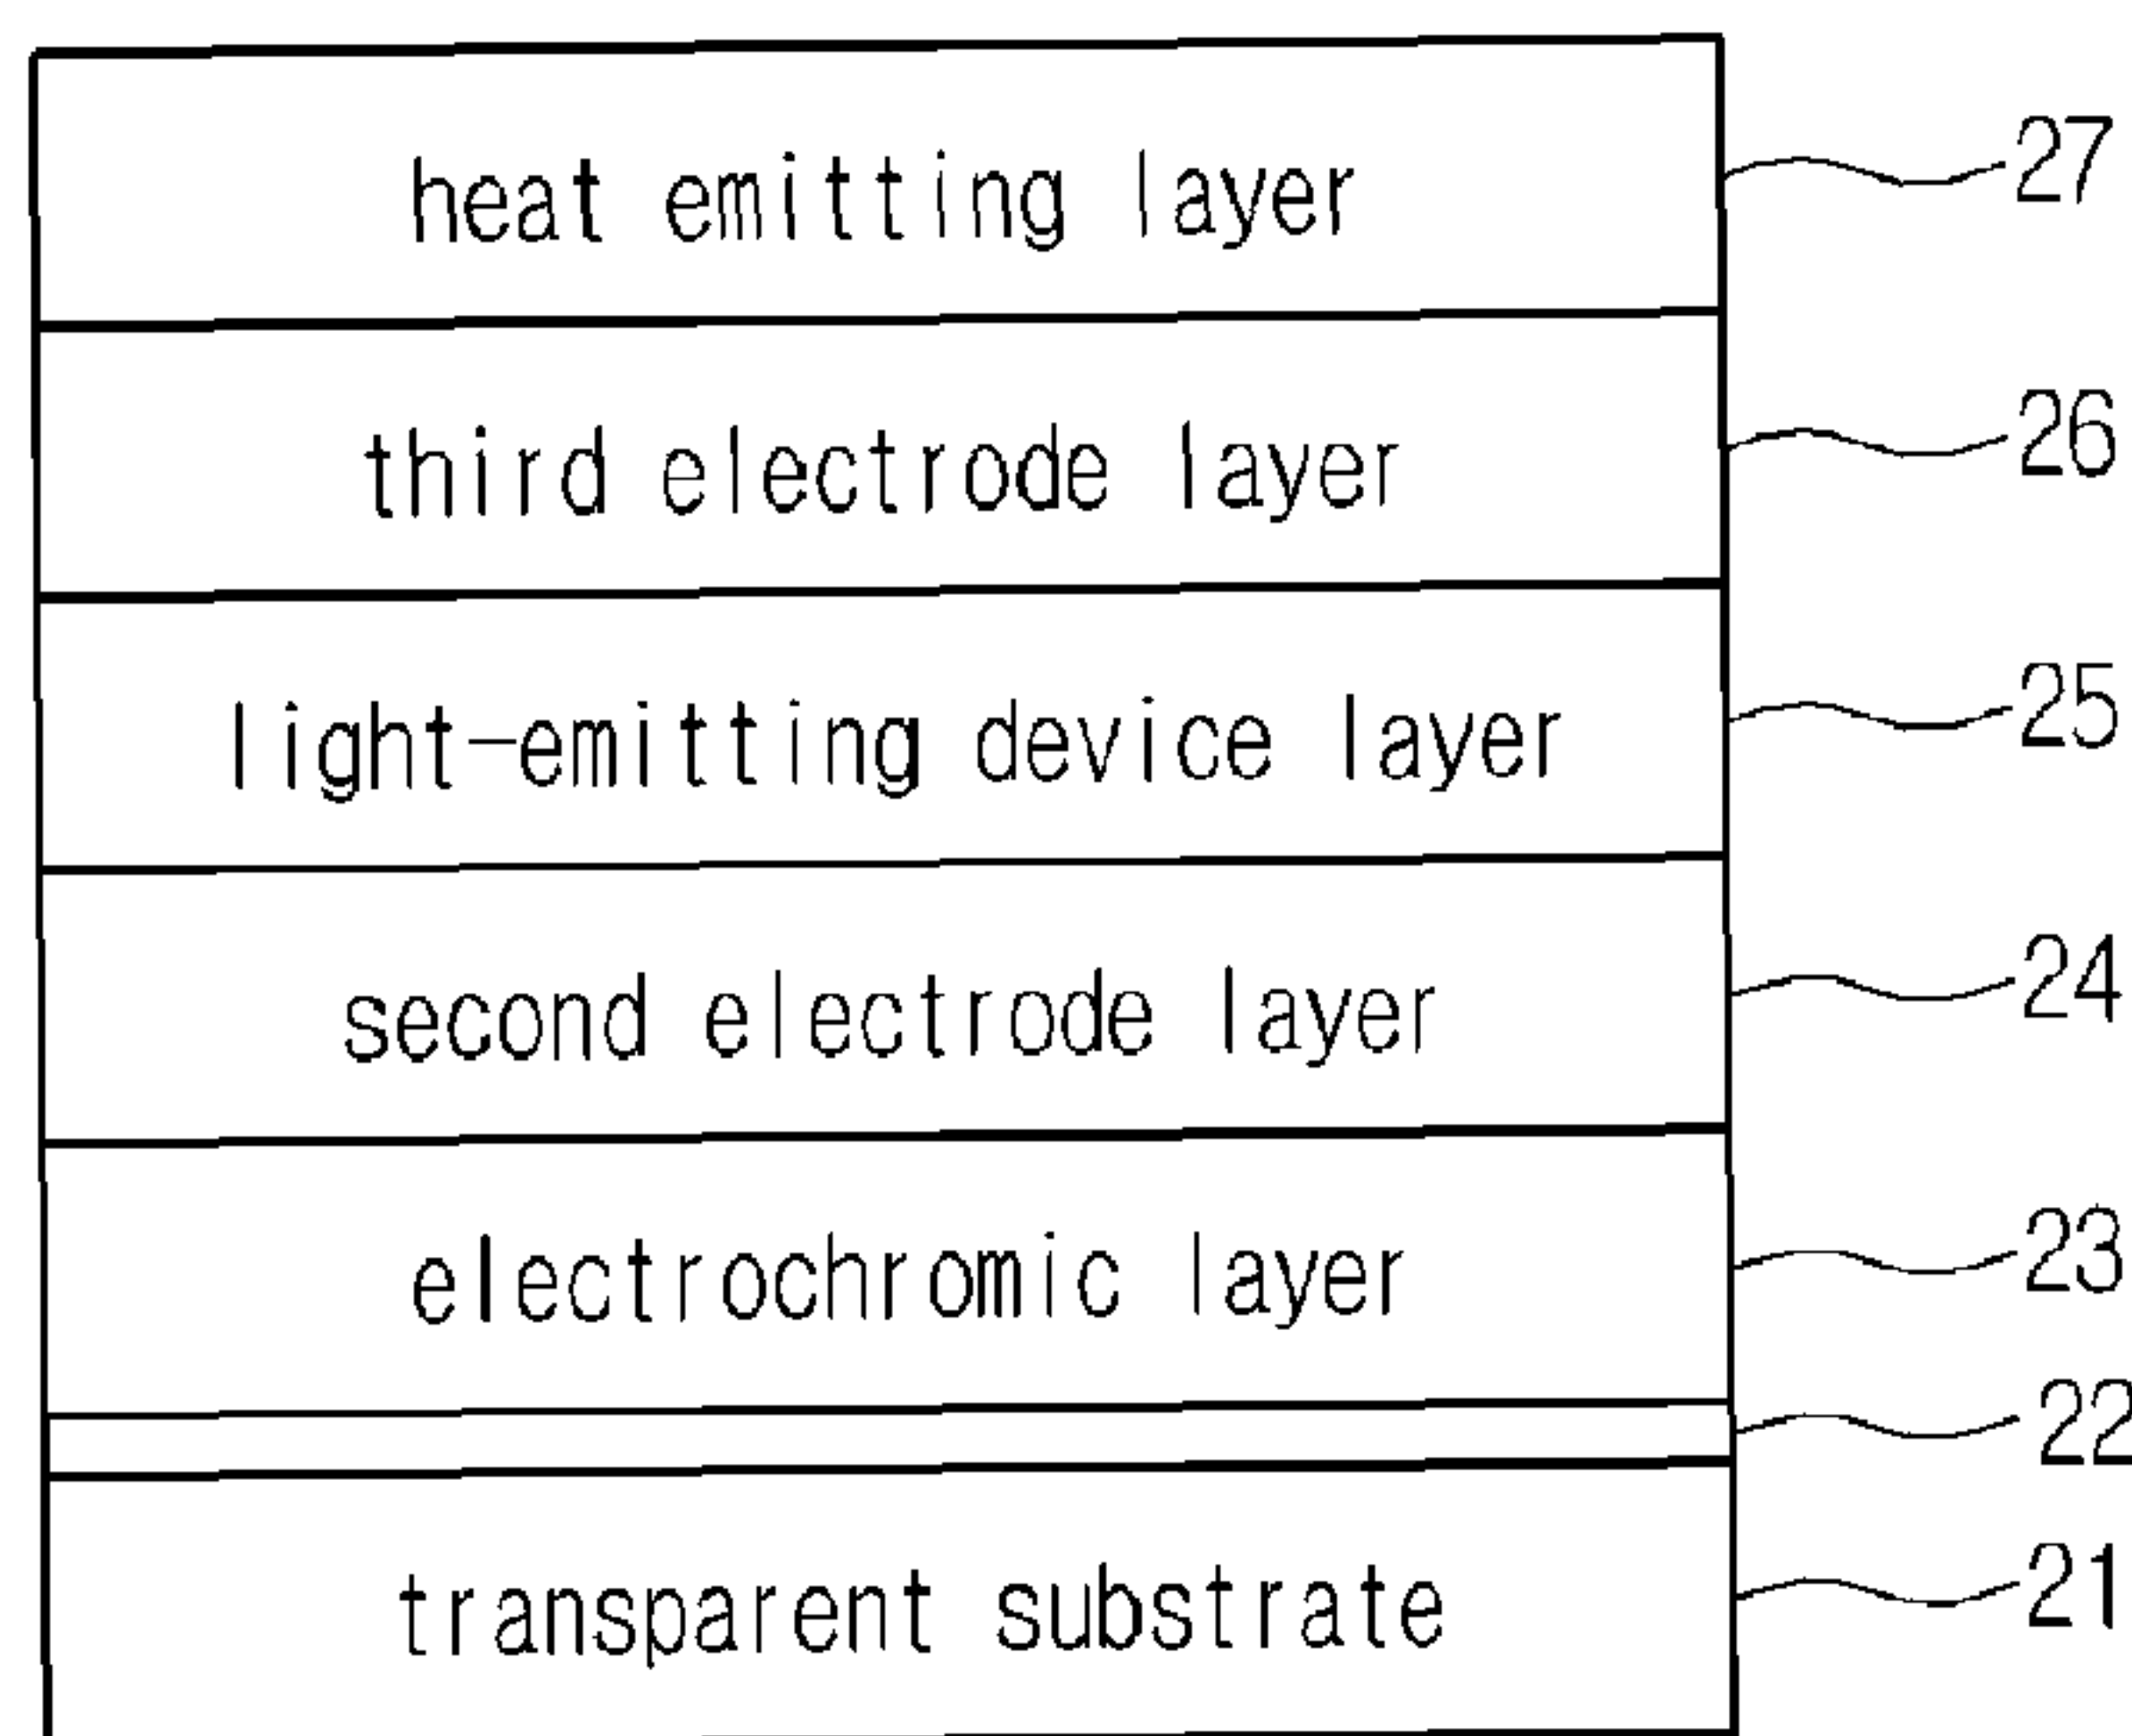 heat emitting layer 27
third electrode layer 26
light-emitting device layer 25
second electrode layer 24
electrochromic layer 23
22
transparent substrate 21